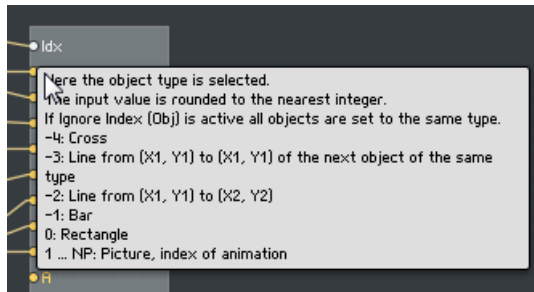 Idx
Here the object type is selected.
The input value is rounded to the nearest integer.
If Ignore Index (Obj) is active all objects are set to the same type.
-4: Cross
-3: Line from (X1, Y1) to (X1, Y1) of the next object of the same
type
-2: Line from (X1, Y1) to (X2, Y2)
-1: Bar
0: Rectangle
1 ... NP: Picture, index of animation
A